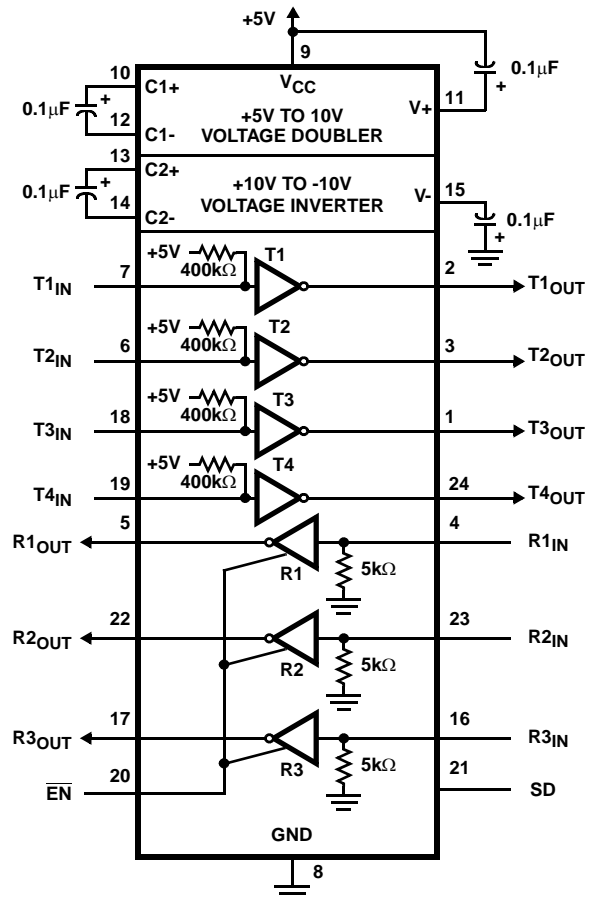 +5V
9
10
C1+
VCC
0.1μF
+
+
0.1μF
+5V TO 10V
VOLTAGE DOUBLER
V+
11
12
C1-
13
C2+
0.1μF
+
+10V TO -10V
VOLTAGE INVERTER
V-
15
14
C2-
0.1μF
+
+5V
400kΩ
T1
T1IN
7
2
T1OUT
+5V
400kΩ
T2
T2IN
6
3
T2OUT
+5V
400kΩ
T3
T3IN
18
1
T3OUT
+5V
400kΩ
T4
T4IN
19
24
T4OUT
R1OUT
5
4
R1IN
R1
5kΩ
R2OUT
22
23
R2IN
R2
5kΩ
R3OUT
17
16
R3IN
R3
5kΩ
EN
20
21
SD
GND
8